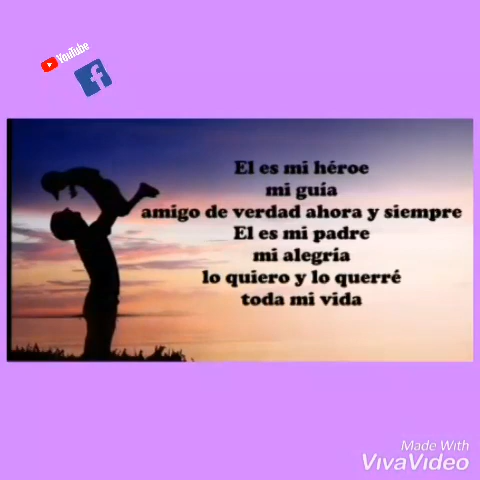 YouTube
f
El es mi héroe
mi guía
amigo de verdad ahora y siempre
El es mi padre
mi alegría
lo quiero y lo querré
toda mi vida
Made With
VivaVideo